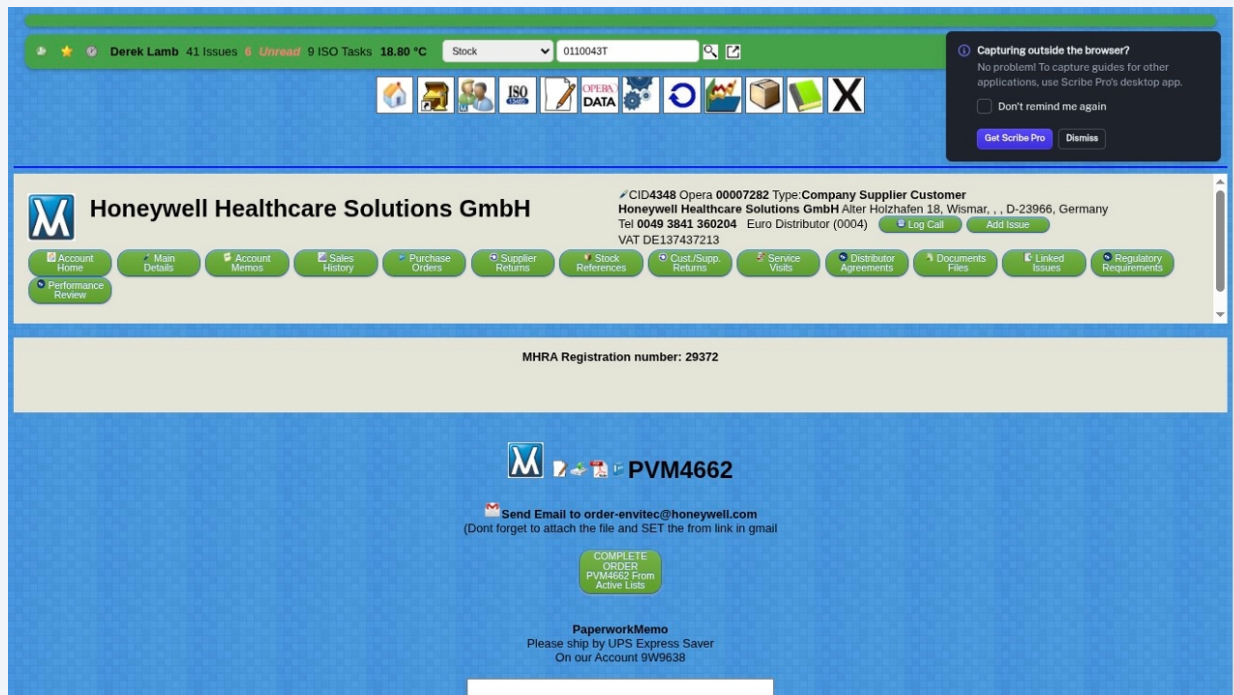 Derek Lamb 41 Issues 6 Unread 9 ISO Tasks 18.80 °C Stock 0110043T
Capturing outside the browser?
No problem! To capture guides for other
applications, use Scribe Pro's desktop app.
Don't remind me again
Get Scribe Pro Dismiss
ISO
OPERA
DATA
Honeywell Healthcare Solutions GmbH
CID4348 Opera 00007282 Type:Company Supplier Customer
Honeywell Healthcare Solutions GmbH Alter Holzhafen 18, Wismar, , , D-23966, Germany
Tel 0049 3841 360204 Euro Distributor (0004) Log Call Add Issue
VAT DE137437213
Account Home Main Details Account Memos Sales History Purchase Orders Supplier Returns Stock References Cust./Supp. Returns Service Visits Distributor Agreements Documents Files Linked Issues Regulatory Requirements
Performance Review
MHRA Registration number: 29372
PVM4662
Send Email to order-envitec@honeywell.com
(Dont forget to attach the file and SET the from link in gmail
COMPLETE
ORDER
PVM4662 From
Active Lists
PaperworkMemo
Please ship by UPS Express Saver
On our Account 9W9638